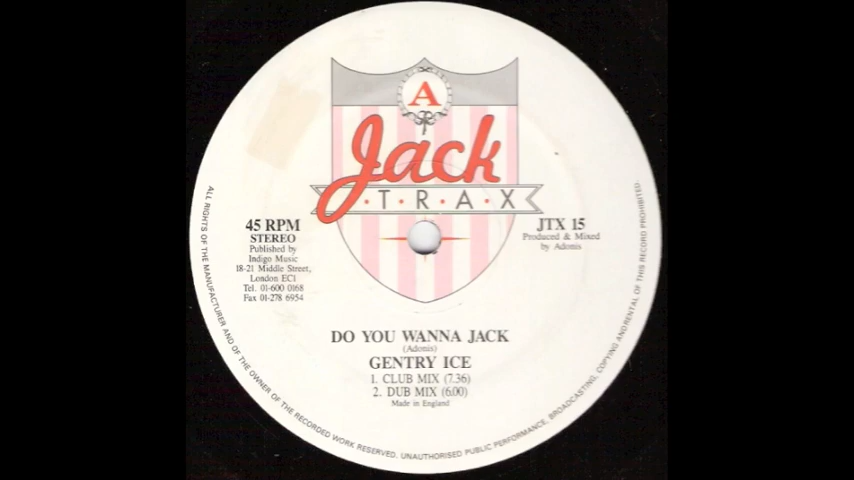 A
Jack
T·R·A·X
45 RPM
STEREO
Published by
Indigo Music
18-21 Middle Street,
London EC1
Tel. 01-600 0168
Fax 01-278 6954
JTX 15
Produced & Mixed
by Adonis
DO YOU WANNA JACK
(Adonis)
GENTRY ICE
1. CLUB MIX (7.36)
2. DUB MIX (6.00)
Made in England
ALL RIGHTS OF THE MANUFACTURER AND OF THE OWNER OF THE RECORDED WORK RESERVED. UNAUTHORISED PUBLIC PERFORMANCE, BROADCASTING, COPYING AND RENTAL OF THIS RECORD PROHIBITED.